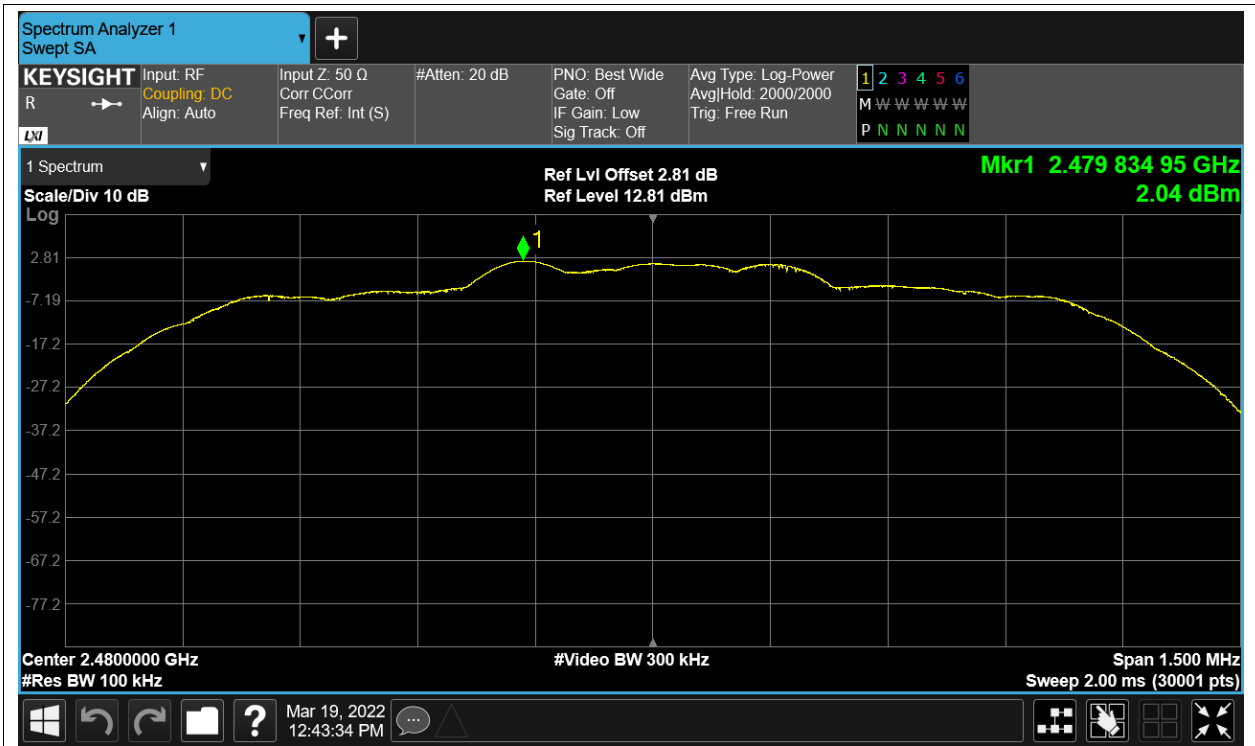 Spectrum Analyzer 1
Swept SA
KEYSIGHT
R
LXI
Input: RF
Coupling: DC
Align: Auto
Input Z: 50 Ω
Corr CCorr
Freq Ref: Int (S)
#Atten: 20 dB
PNO: Best Wide
Gate: Off
IF Gain: Low
Sig Track: Off
Avg Type: Log-Power
Avg|Hold: 2000/2000
Trig: Free Run
1 2 3 4 5 6
M W W W W W
P N N N N N
1 Spectrum
Scale/Div 10 dB
Log
Ref Lvl Offset 2.81 dB
Ref Level 12.81 dBm
Mkr1 2.479 834 95 GHz
2.04 dBm
1
2.81
-7.19
-17.2
-27.2
-37.2
-47.2
-57.2
-67.2
-77.2
Center 2.4800000 GHz
#Res BW 100 kHz
#Video BW 300 kHz
Span 1.500 MHz
Sweep 2.00 ms (30001 pts)
?
Mar 19, 2022
12:43:34 PM